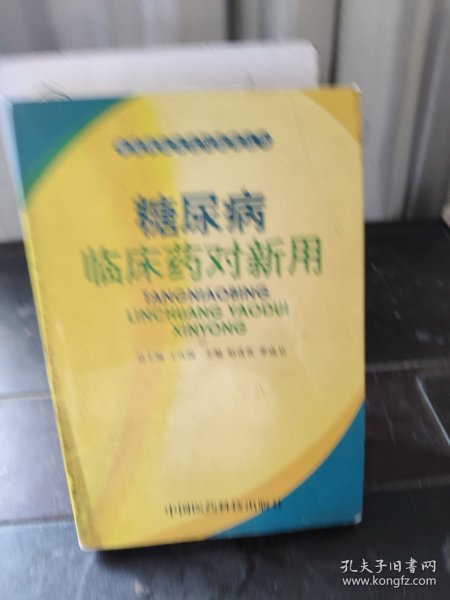 糖尿病
临床药对新用
TANGNIAOBING
LINCHUANG YAODUI
XINYONG
中国医药科技出版社
孔夫子旧书网
www.kongfz.com